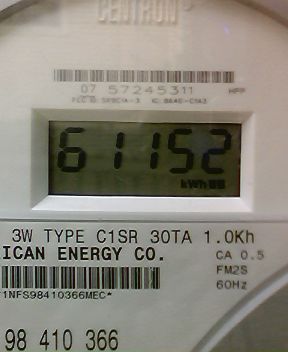 CENTRON
07 57245311 HPP
61152
kWh
3W TYPE C1SR 30TA 1.0Kh
ICAN ENERGY CO.
CA 0.5
FM2S
60Hz
1NFS98410366MEC*
98 410 366